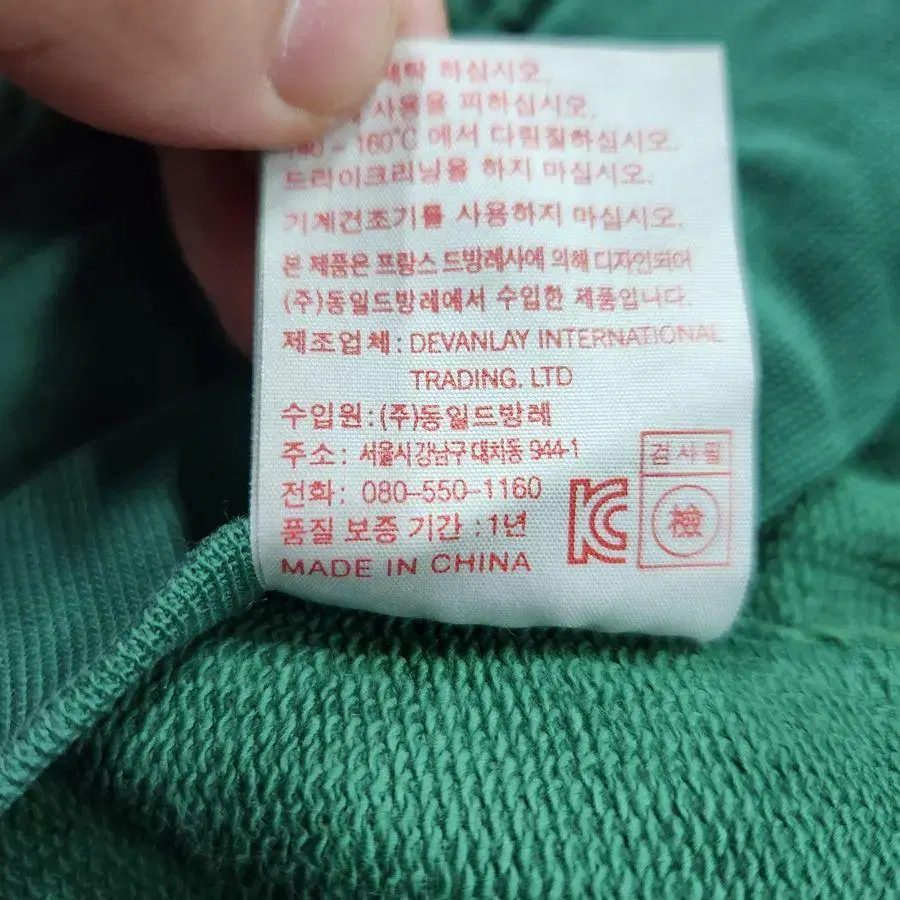 하십시오.
사용을 피하십시오.
~ 160°C 에서 다림질하십시오.
드라이크리닝을 하지 마십시오.
기계건조기를 사용하지 마십시오.
본 제품은 프랑스 드방레사에 의해 디자인되어
(주)동일드방레에서 수입한 제품입니다.
제조업체: DEVANLAY INTERNATIONAL
TRADING. LTD
수입원:(주)동일드방레
주소: 서울시 강남구 대치동 944-1
전화: 080-550-1160
품질 보증 기간 :1년
MADE IN CHINA
KC
검사필
檢